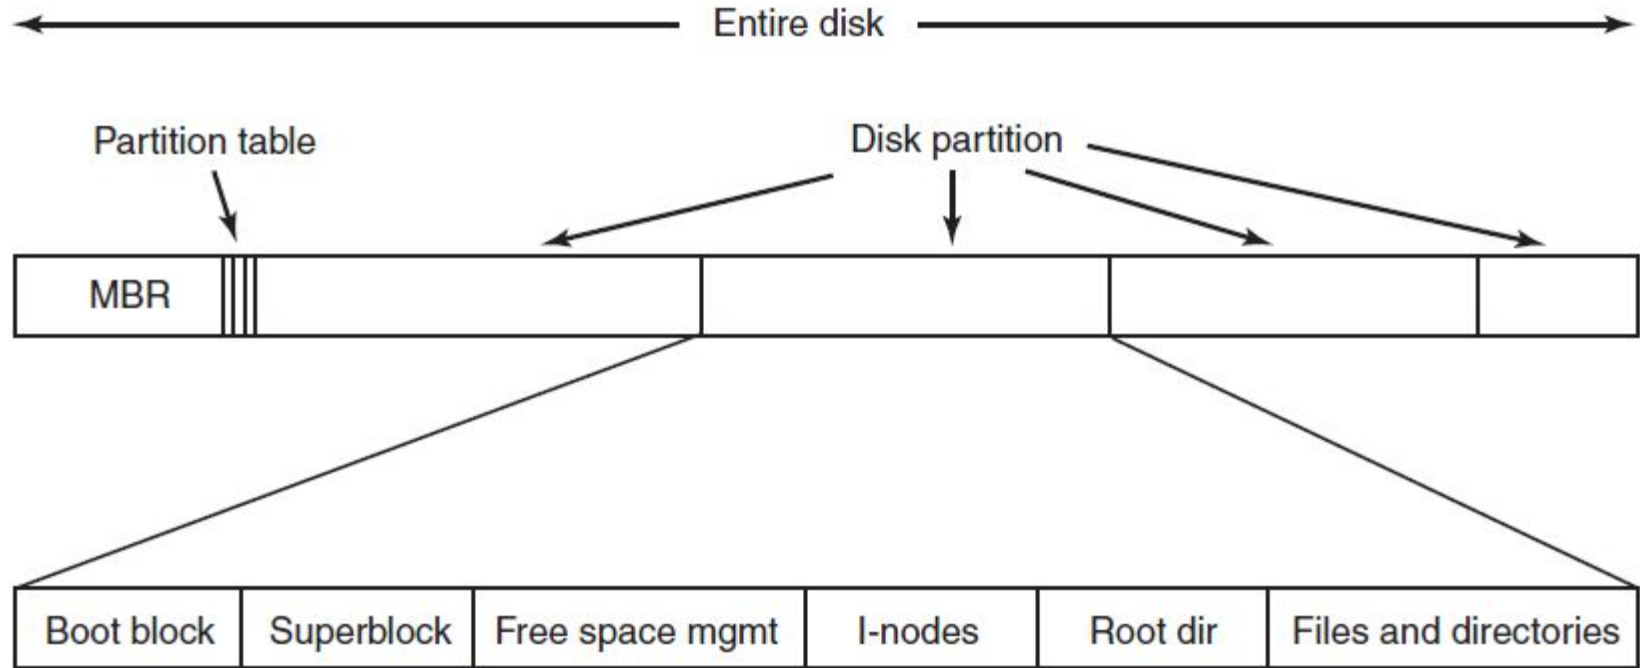 Entire disk
Partition table
Disk partition
MBR
Boot block
Superblock
Free space mgmt
I-nodes
Root dir
Files and directories